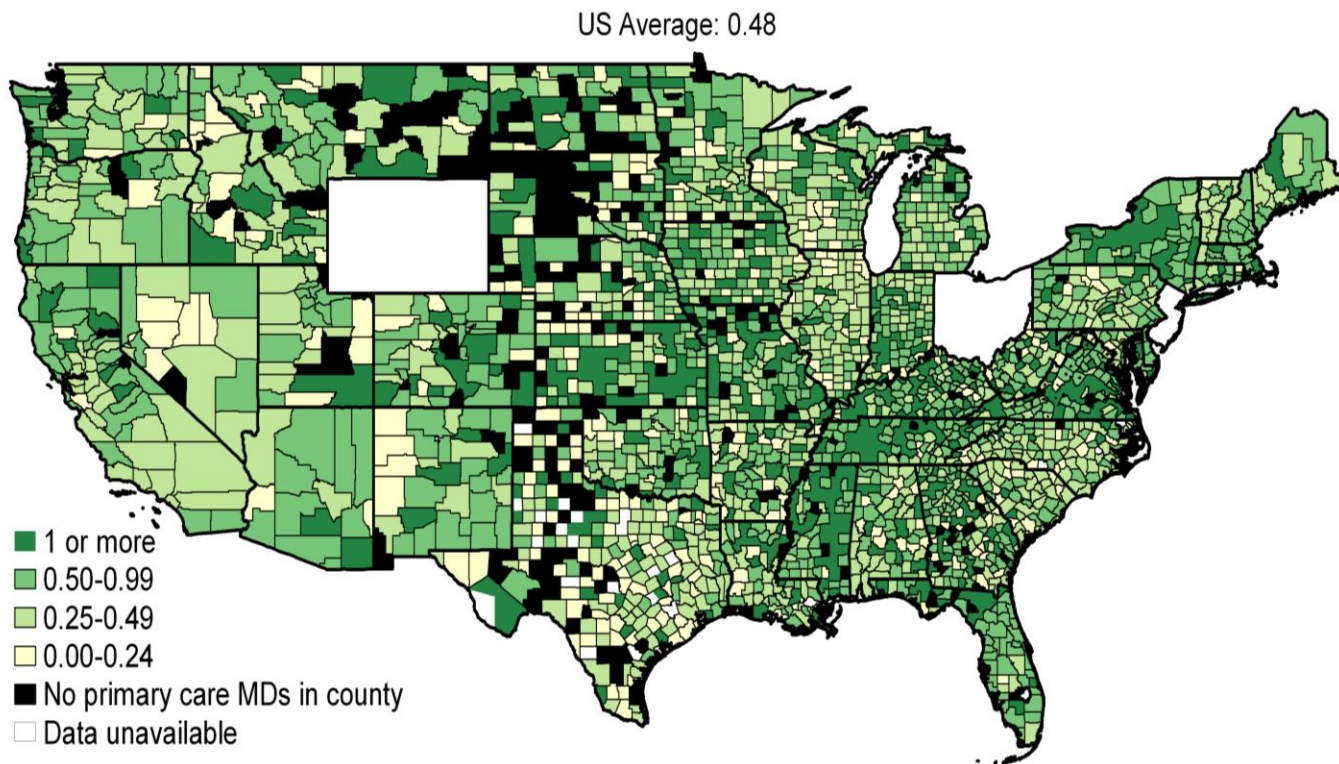 US Average: 0.48
1 or more
0.50-0.99
0.25-0.49
0.00-0.24
No primary care MDs in county
Data unavailable